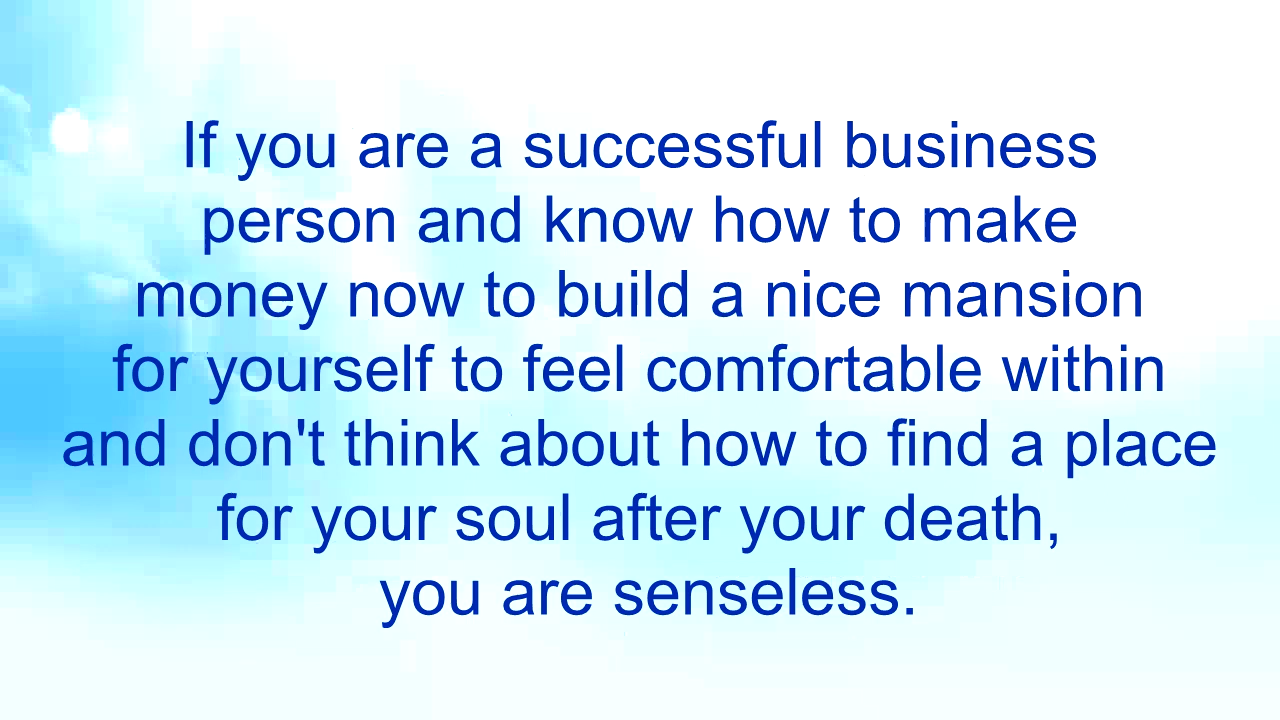 If you are a successful business
person and know how to make
money now to build a nice mansion
for yourself to feel comfortable within
and don't think about how to find a place
for your soul after your death,
you are senseless.